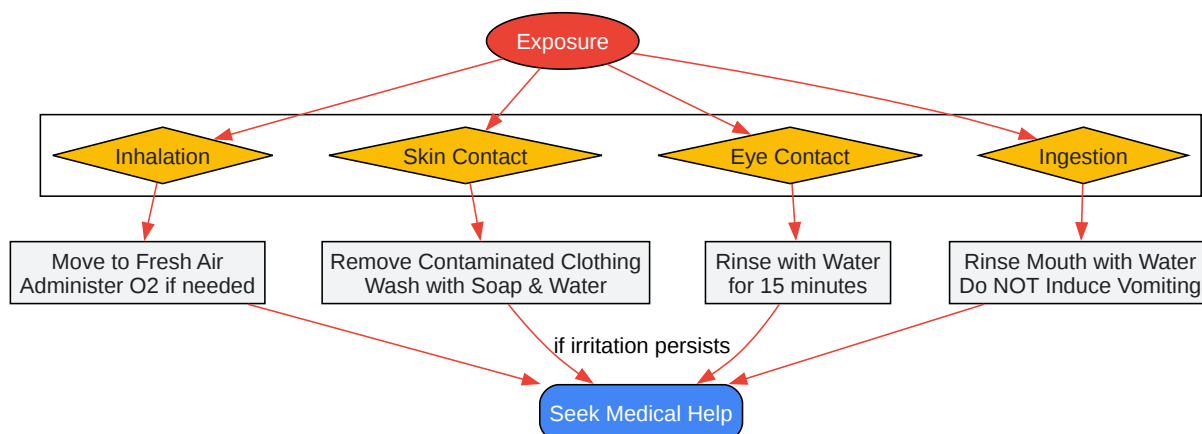 Exposure
Inhalation
Skin Contact
Eye Contact
Ingestion
Move to Fresh Air
Administer O2 if needed
Remove Contaminated Clothing
Wash with Soap & Water
Rinse with Water
for 15 minutes
Rinse Mouth with Water
Do NOT Induce Vomiting
if irritation persists
Seek Medical Help